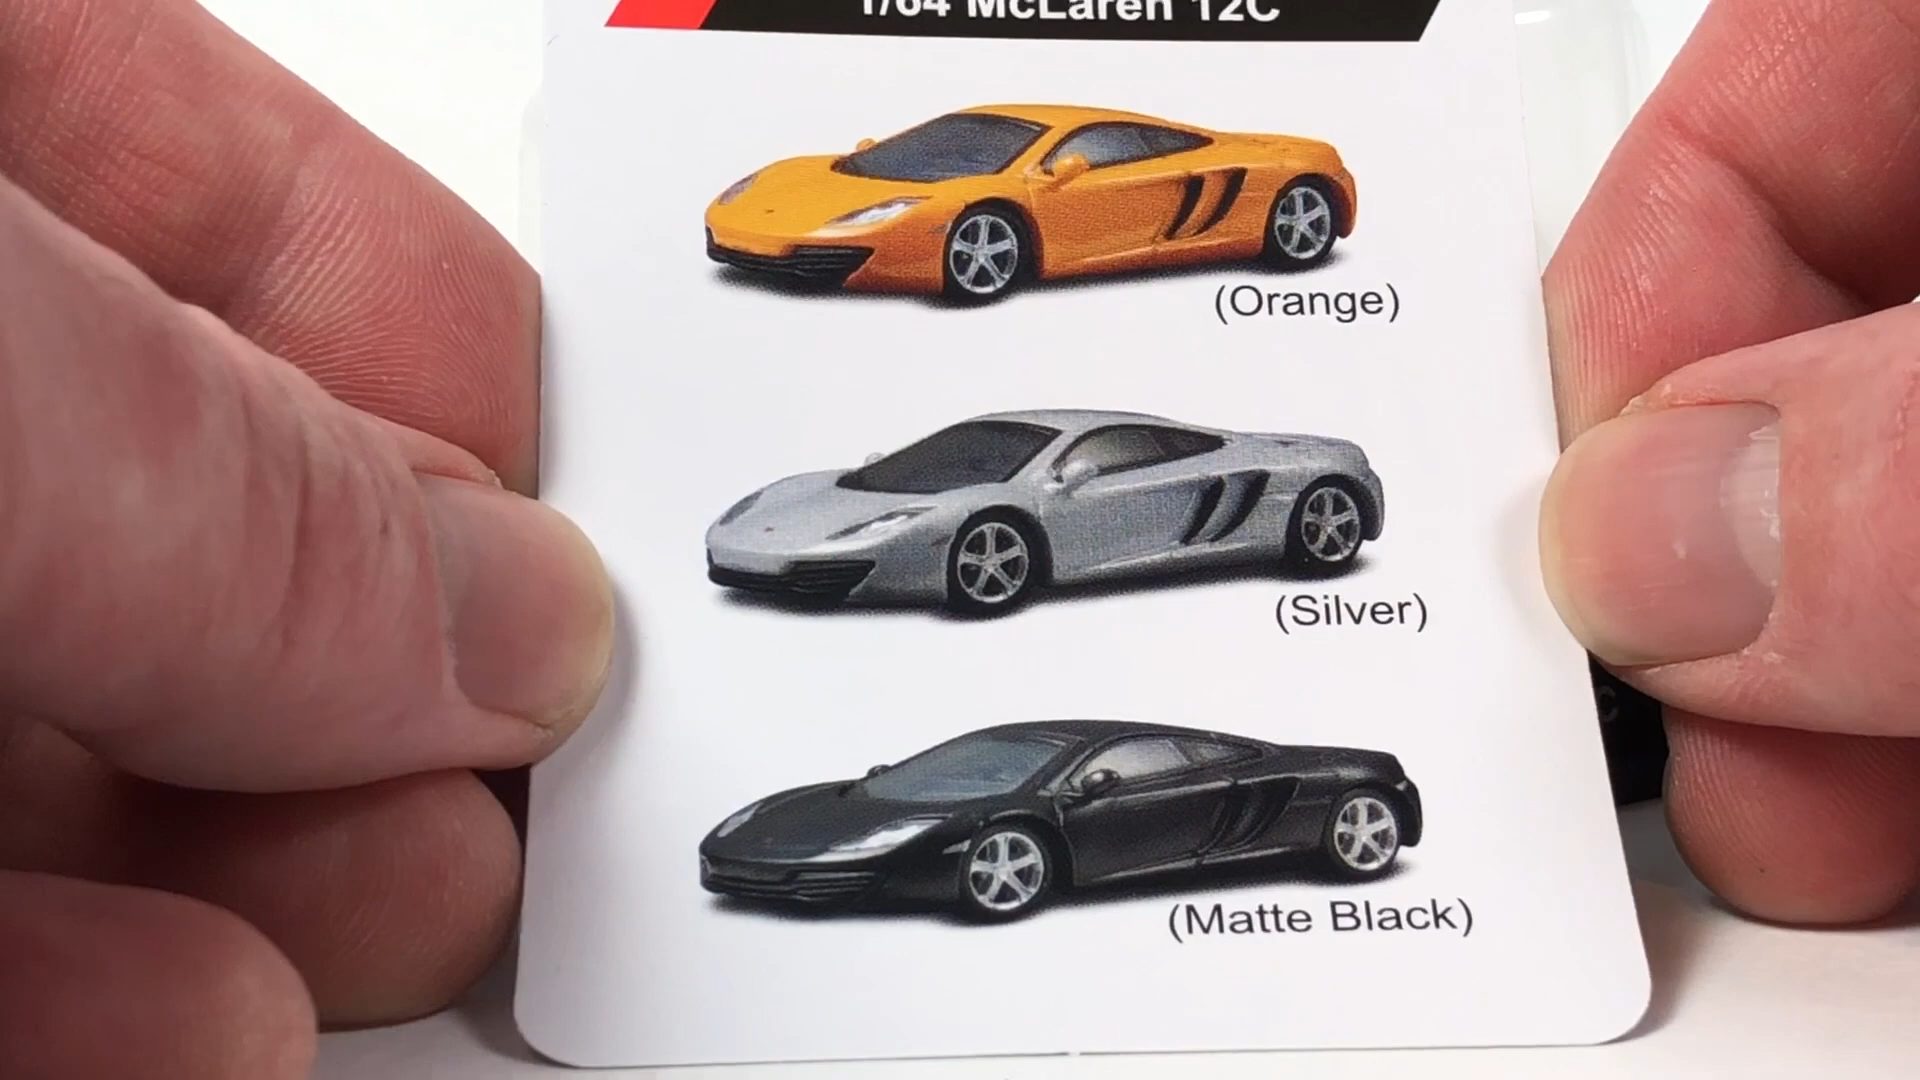 1/64 McLaren 12C
(Orange)
(Silver)
(Matte Black)